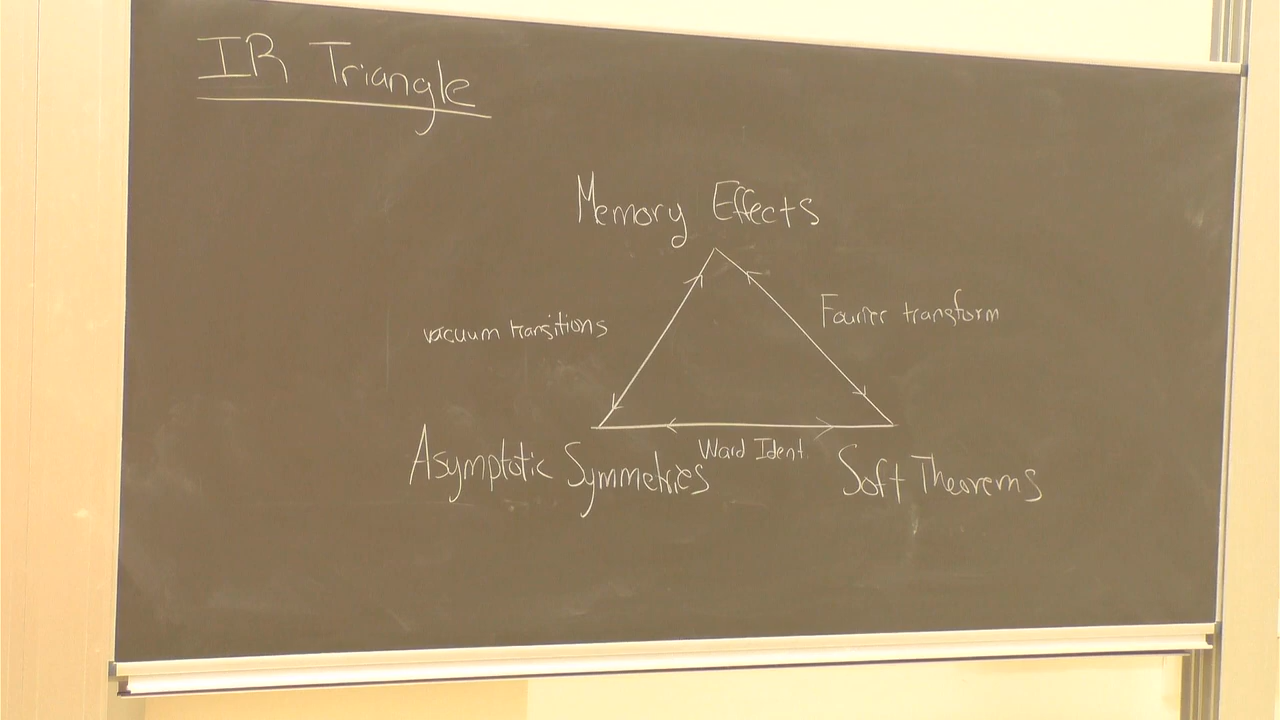 IR Triangle
Memory Effects
Fourier transform
vacuum transitions
Ward Ident.
Asymptotic Symmetries
Soft Theorems